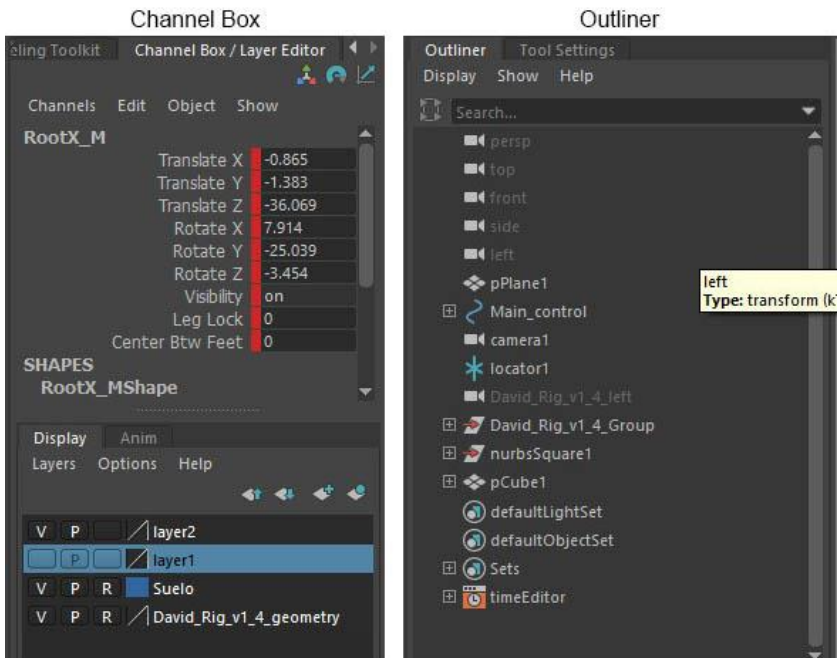 Channel Box
eling Toolkit Channel Box / Layer Editor
Channels Edit Object Show
RootX_M
Translate X -0.865
Translate Y -1.383
Translate Z -36.069
Rotate X 7.914
Rotate Y -25.039
Rotate Z -3.454
Visibility on
Leg Lock 0
Center Btw Feet 0
SHAPES
RootX_MShape
Display Anim
Layers Options Help
V P layer2
P layer1
V P R Suelo
V P R David_Rig_v1_4_geometry
Outliner
Outliner Tool Settings
Display Show Help
Search...
persp
top
front
side
left
pPlane1
Main_control
camera1
locator1
David_Rig_v1_4_left
David_Rig_v1_4_Group
nurbsSquare1
pCube1
defaultLightSet
defaultObjectSet
Sets
timeEditor
left
Type: transform (k